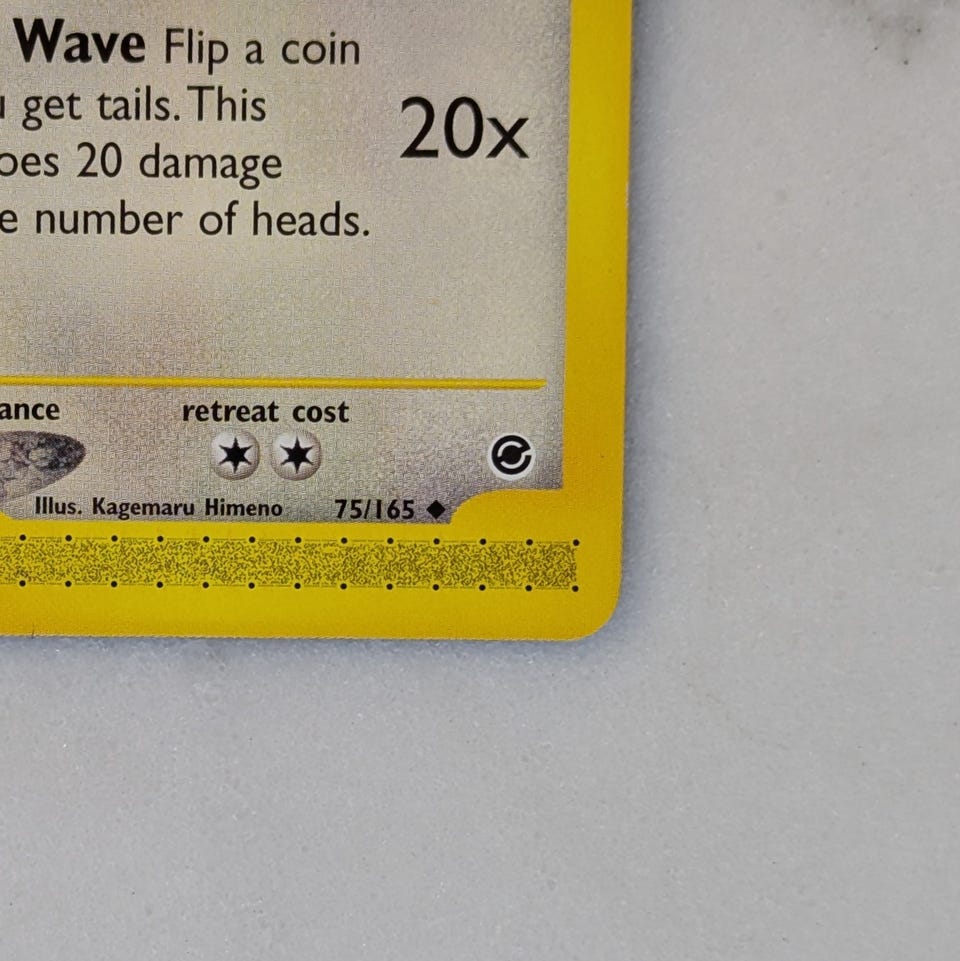 Wave Flip a coin
get tails. This
20x
oes 20 damage
e number of heads.
ance
retreat cost
Illus. Kagemaru Himeno 75/165